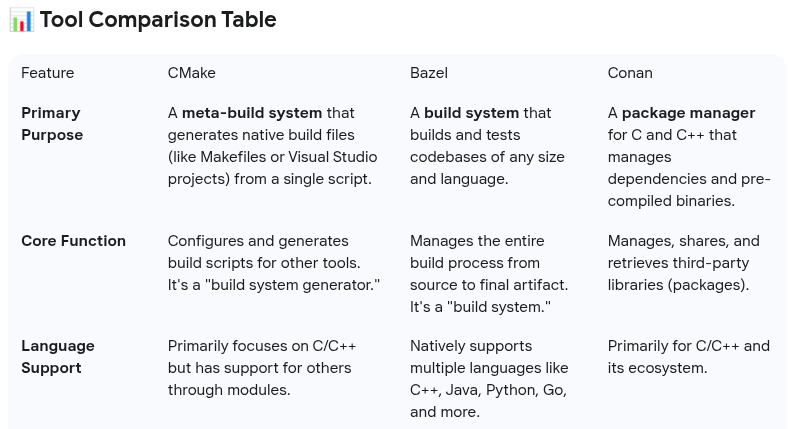 📊 Tool Comparison Table
Feature CMake Bazel Conan
Primary Purpose
A meta-build system that
generates native build files
(like Makefiles or Visual Studio
projects) from a single script.
A build system that
builds and tests
codebases of any size
and language.
A package manager
for C and C++ that
manages
dependencies and pre-
compiled binaries.
Core Function
Configures and generates
build scripts for other tools.
It's a "build system generator."
Manages the entire
build process from
source to final artifact.
It's a "build system."
Manages, shares, and
retrieves third-party
libraries (packages).
Language
Support
Primarily focuses on C/C++
but has support for others
through modules.
Natively supports
multiple languages like
C++, Java, Python, Go,
and more.
Primarily for C/C++ and
its ecosystem.